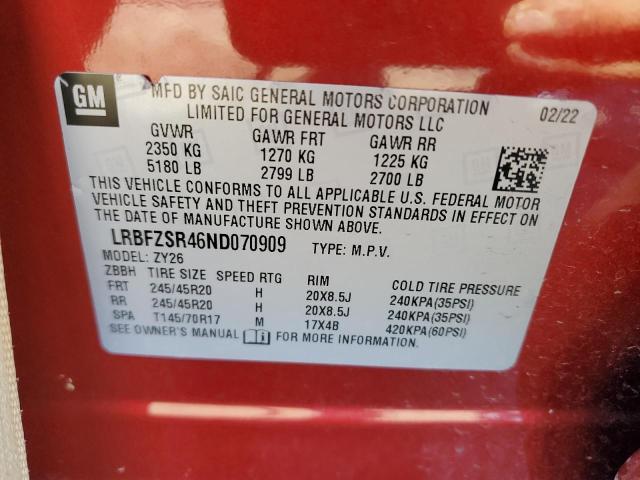 GM
MFD BY SAIC GENERAL MOTORS CORPORATION
LIMITED FOR GENERAL MOTORS LLC
02/22
GVWR GAWR FRT GAWR RR
2350 KG 1270 KG 1225 KG
5180 LB 2799 LB 2700 LB
THIS VEHICLE CONFORMS TO ALL APPLICABLE U.S. FEDERAL MOTOR
VEHICLE SAFETY AND THEFT PREVENTION STANDARDS IN EFFECT ON
THE DATE OF MANUFACTURE SHOWN ABOVE.
LRBFZSR46ND070909 TYPE: M.P.V.
MODEL: ZY26
ZBBH TIRE SIZE SPEED RTG RIM COLD TIRE PRESSURE
FRT 245/45R20 H 20X8.5J 240KPA(35PSI)
RR 245/45R20 H 20X8.5J 240KPA(35PSI)
SPA T145/70R17 M 17X4B 420KPA(60PSI)
SEE OWNER'S MANUAL FOR MORE INFORMATION.